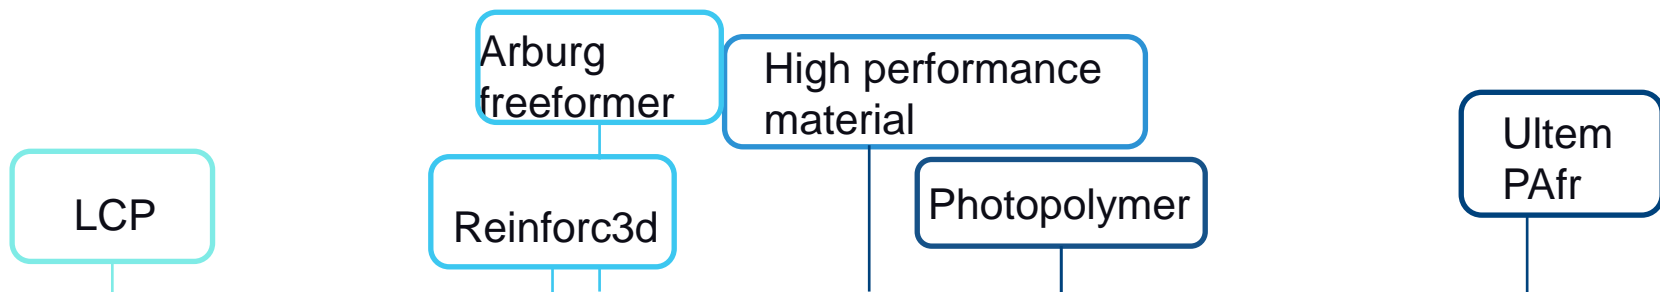 Arburg
freeformer
High performance
material
Ultem
PAfr
LCP
Reinforc3d
Photopolymer